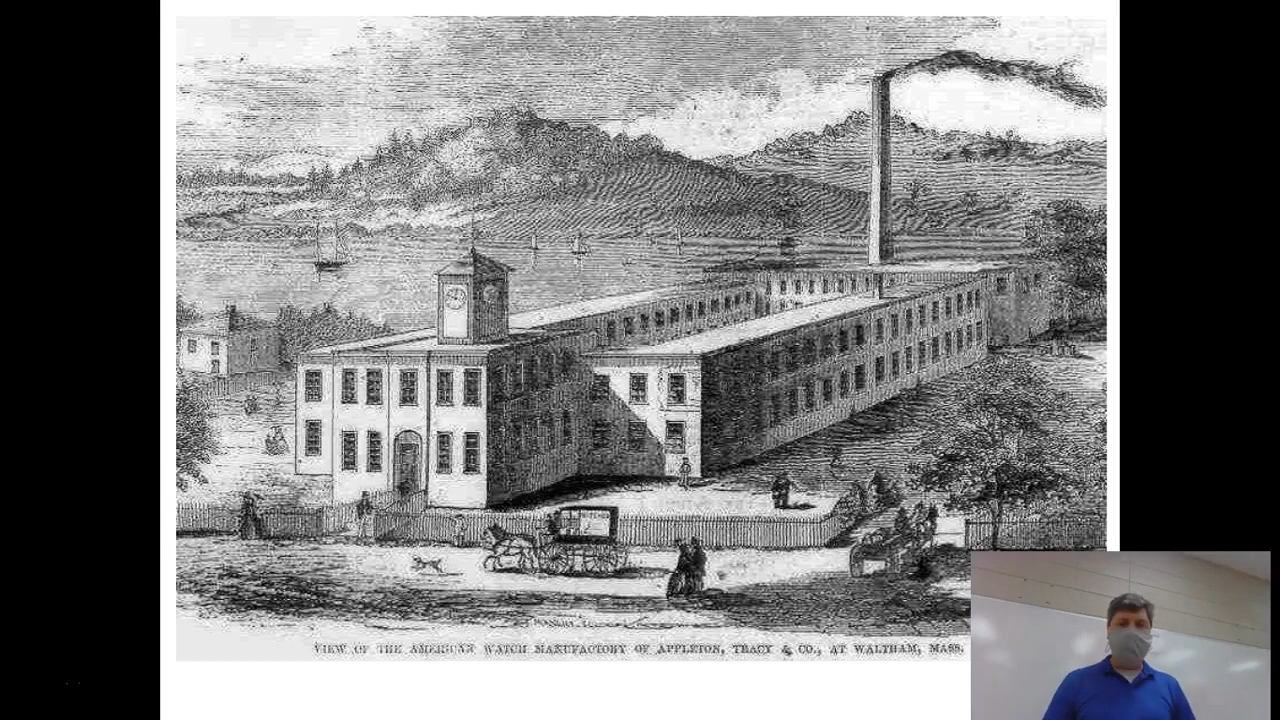 VIEW OF THE AMERICAN WATCH MANUFACTORY OF APPLETON, TRACY & CO., AT WALTHAM, MASS.